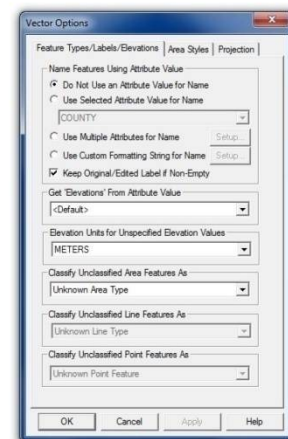 Vector Options
Feature Types/Labels/Elevations Area Styles Projection
Name Features Using Attribute Value
Do Not Use an Attribute Value for Name
Use Selected Attribute Value for Name
COUNTY
Use Multiple Attributes for Name Setup...
Use Custom Formatting String for Name Setup...
Keep Original/Edited Label if Non-Empty
Get 'Elevations' From Attribute Value
<Default>
Elevation Units for Unspecified Elevation Values
METERS
Classify Unclassified Area Features As
Unknown Area Type
Classify Unclassified Line Features As
Unknown Line Type
Classify Unclassified Point Features As
Unknown Point Feature
OK Cancel Apply Help